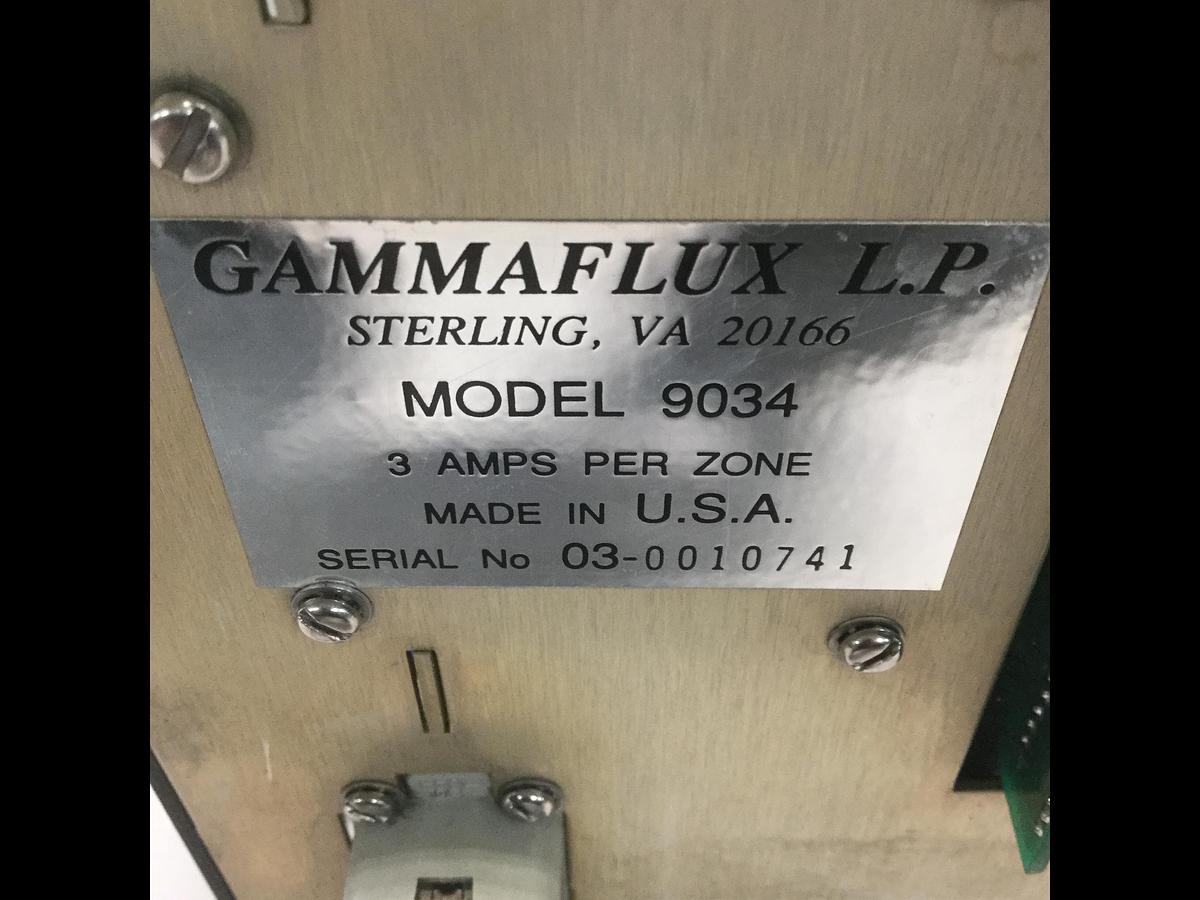 GAMMAFLUX L.P.
STERLING, VA 20166
MODEL 9034
3 AMPS PER ZONE
MADE IN U.S.A.
SERIAL No 03-0010741